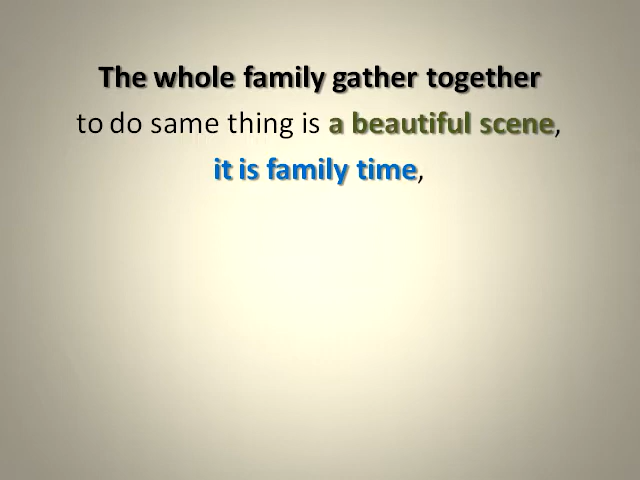 The whole family gather together
to do same thing is a beautiful scene,
it is family time,